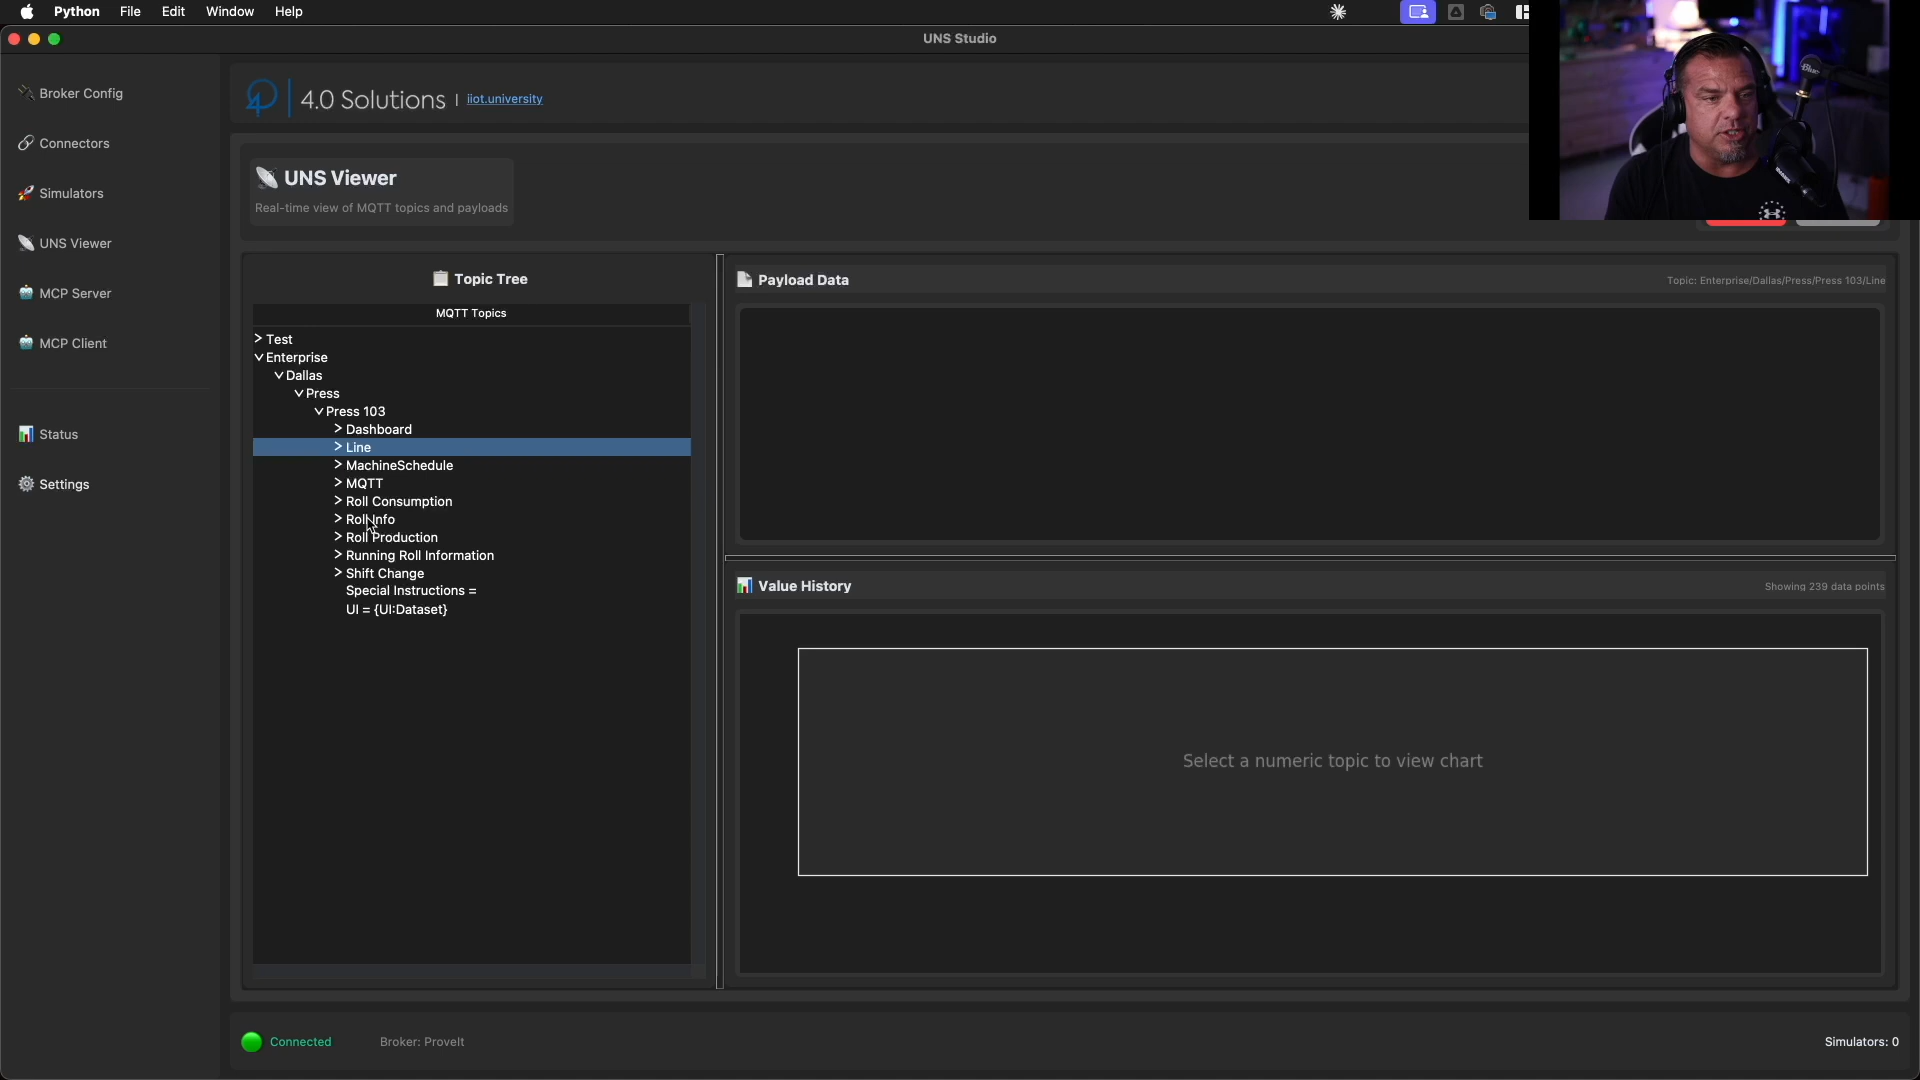 Python File Edit Window Help
UNS Studio
Broker Config
Connectors
Simulators
UNS Viewer
MCP Server
MCP Client
Status
Settings
4.0 Solutions | iiot.university
UNS Viewer
Real-time view of MQTT topics and payloads
Topic Tree
MQTT Topics
Test
Enterprise
Dallas
Press
Press 103
Dashboard
Line
MachineSchedule
MQTT
Roll Consumption
Roll Info
Roll Production
Running Roll Information
Shift Change
Special Instructions =
UI = {UI:Dataset}
Payload Data
Topic: Enterprise/Dallas/Press/Press 103/Line
Value History
Showing 239 data points
Select a numeric topic to view chart
Connected
Broker: ProveIt
Simulators: 0
Blue